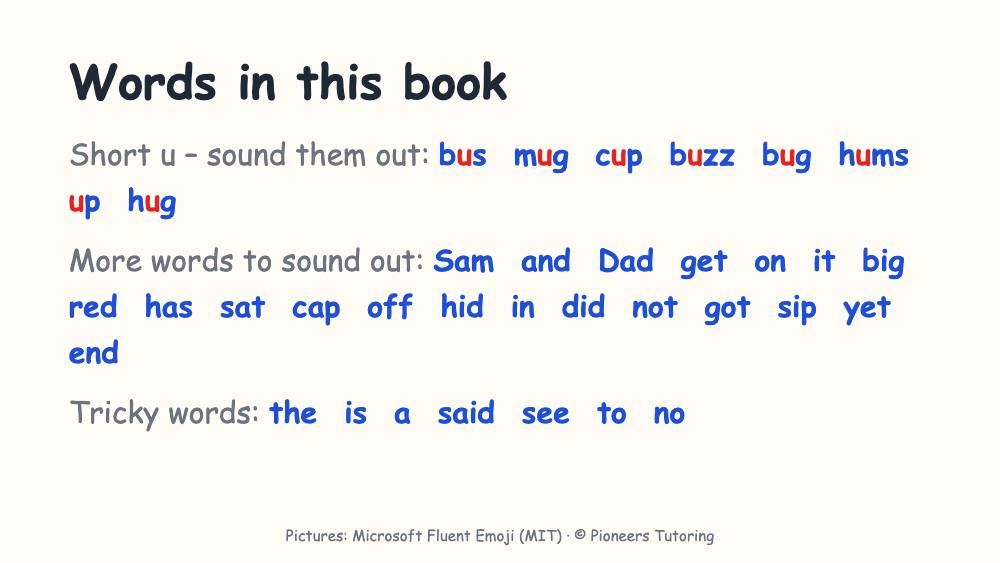 Words in this book
Short u – sound them out: bus mug cup buzz bug hums
up hug
More words to sound out: Sam and Dad get on it big
red has sat cap off hid in did not got sip yet
end
Tricky words: the is a said see to no
Pictures: Microsoft Fluent Emoji (MIT) · © Pioneers Tutoring